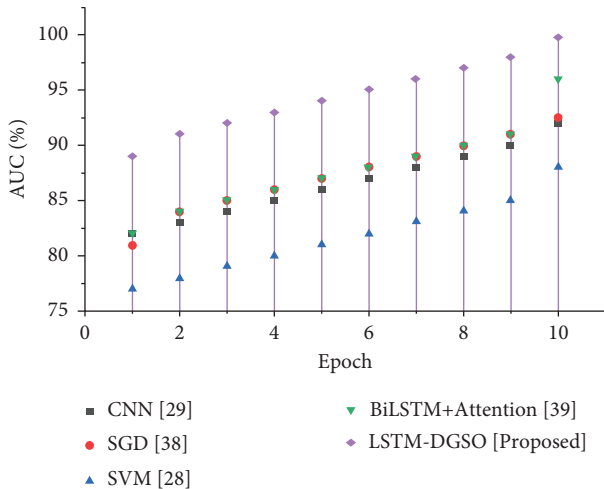 100
95
90
85
80
75
AUC (%)
0
2
4
6
8
10
Epoch
CNN [29]
SGD [38]
SVM [28]
BiLSTM+Attention [39]
LSTM-DGSO [Proposed]